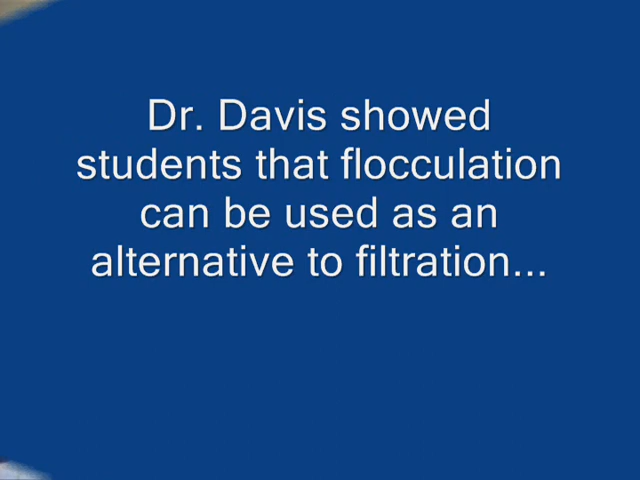 Dr. Davis showed
students that flocculation
can be used as an
alternative to filtration...